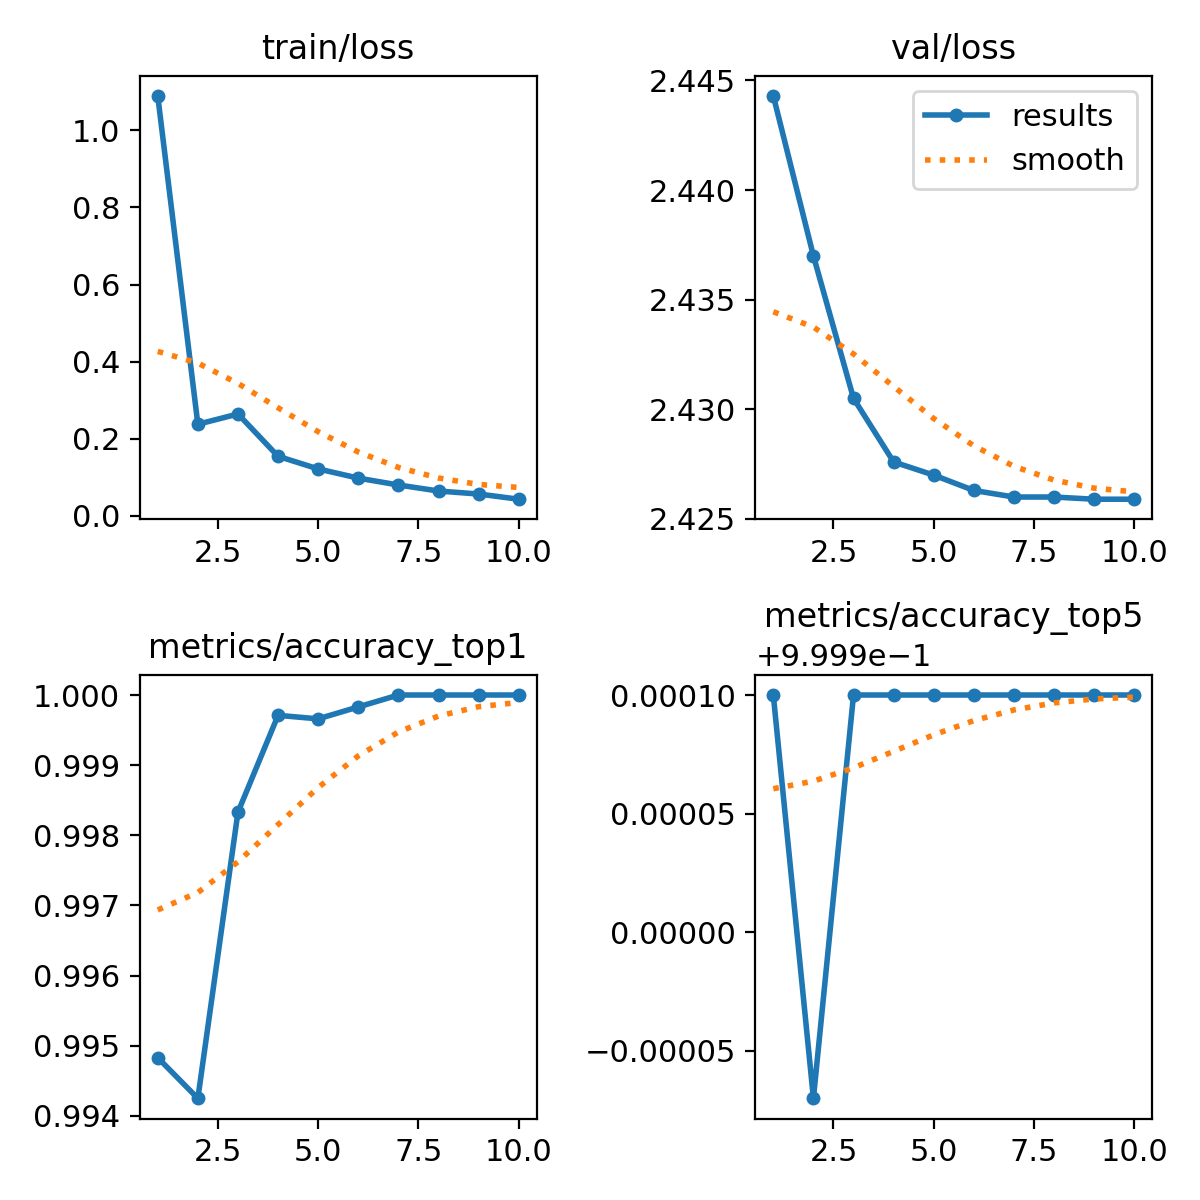 train/loss
1.0
0.8
0.6
0.4
0.2
0.0
2.5 5.0 7.5 10.0
val/loss
2.445
2.440
2.435
2.430
2.425
results
smooth
2.5 5.0 7.5 10.0
metrics/accuracy_top1
1.000
0.999
0.998
0.997
0.996
0.995
0.994
2.5 5.0 7.5 10.0
metrics/accuracy_top5
+9.999e−1
0.00010
0.00005
0.00000
−0.00005
2.5 5.0 7.5 10.0